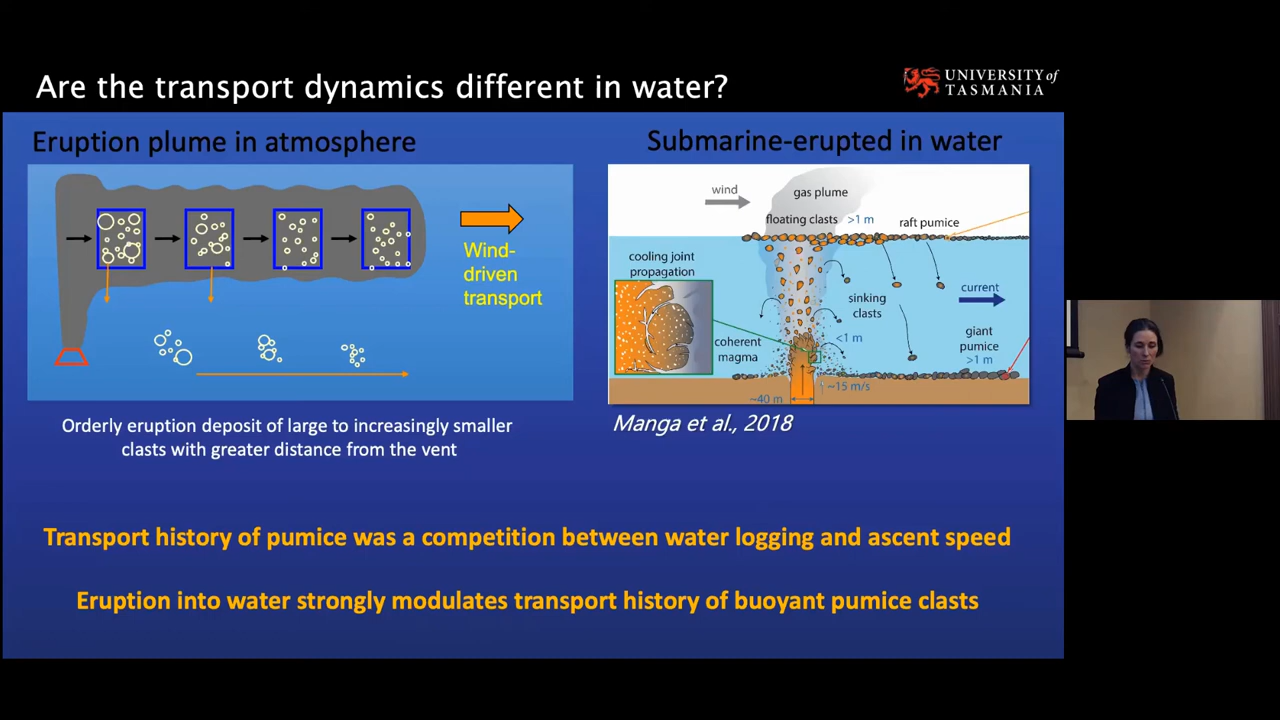 Are the transport dynamics different in water?
UNIVERSITY of
TASMANIA
Eruption plume in atmosphere
Wind-
driven
transport
Orderly eruption deposit of large to increasingly smaller
clasts with greater distance from the vent
Submarine-erupted in water
wind
gas plume
floating clasts >1 m
raft pumice
cooling joint
propagation
current
sinking
clasts
giant
pumice
>1 m
<1 m
coherent
magma
~15 m/s
~40 m
Manga et al., 2018
Transport history of pumice was a competition between water logging and ascent speed
Eruption into water strongly modulates transport history of buoyant pumice clasts